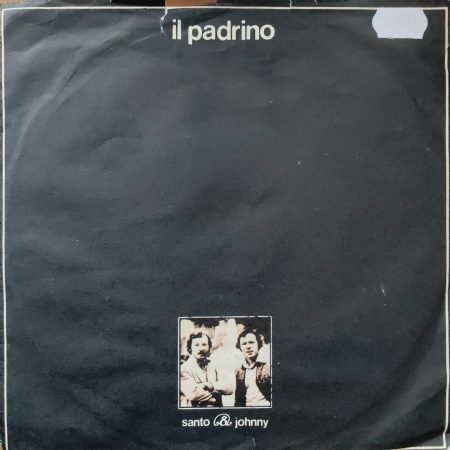 il padrino
santo & johnny